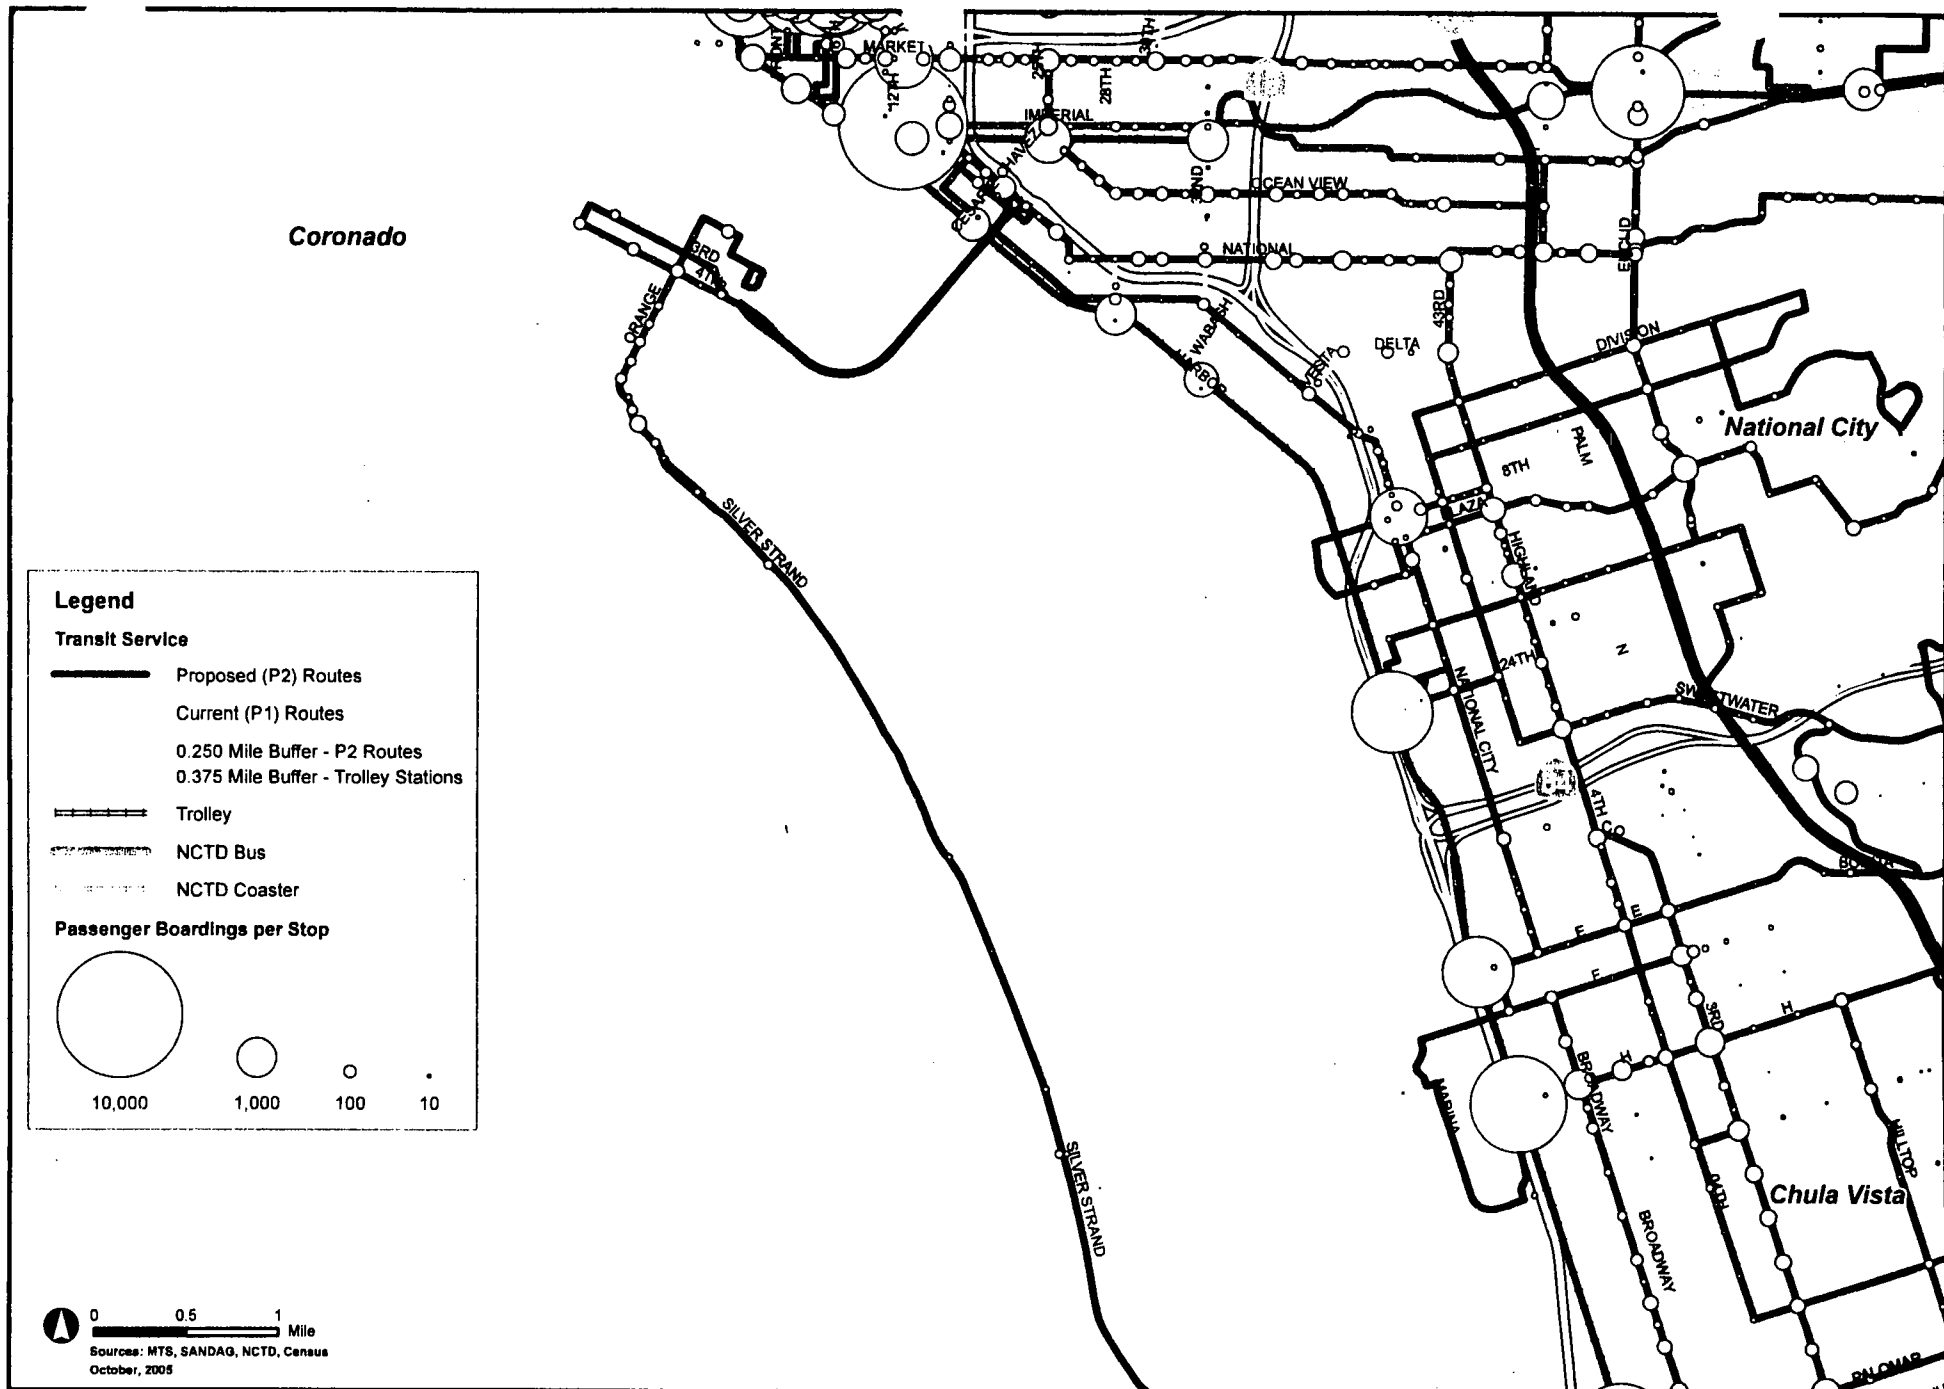 MARKET
12TH
25TH
28TH
IMPERIAL
32ND
OCEAN VIEW
NATIONAL
EUCLID
Coronado
3RD
4TH
ORANGE
WABASH
HARBOR
VESTA
DELTA
43RD
DIVISION
National City
PALM
8TH
PLAZA
HIGHLAND
SILVER STRAND
24TH
N
NATIONAL CITY
SWEETWATER
4TH
E
E
F
H
3RD
H
BROADWAY
MARINA
HILLTOP
04TH
Chula Vista
SILVER STRAND
BROADWAY
PALOMAR
Legend
Transit Service
Proposed (P2) Routes
Current (P1) Routes
0.250 Mile Buffer - P2 Routes
0.375 Mile Buffer - Trolley Stations
Trolley
NCTD Bus
NCTD Coaster
Passenger Boardings per Stop
10,000 1,000 100 10
0 0.5 1
Mile
Sources: MTS, SANDAG, NCTD, Census
October, 2005